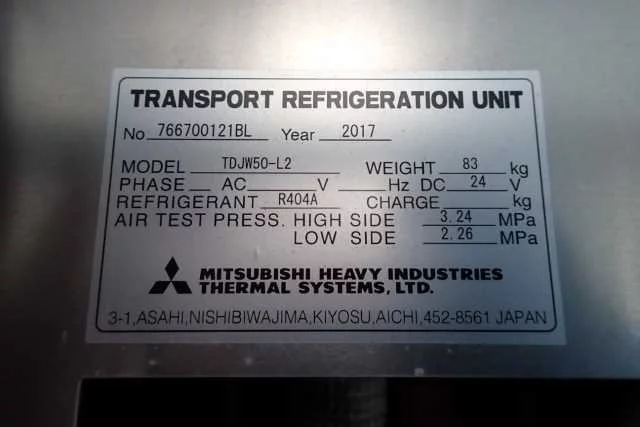 TRANSPORT REFRIGERATION UNIT
No 766700121BL Year 2017
MODEL TDJW50-L2 WEIGHT 83 kg
PHASE AC V Hz DC 24 V
REFRIGERANT R404A CHARGE kg
AIR TEST PRESS. HIGH SIDE 3.24 MPa
LOW SIDE 2.26 MPa
MITSUBISHI HEAVY INDUSTRIES
THERMAL SYSTEMS, LTD.
3-1,ASAHI,NISHIBIWAJIMA,KIYOSU,AICHI,452-8561 JAPAN